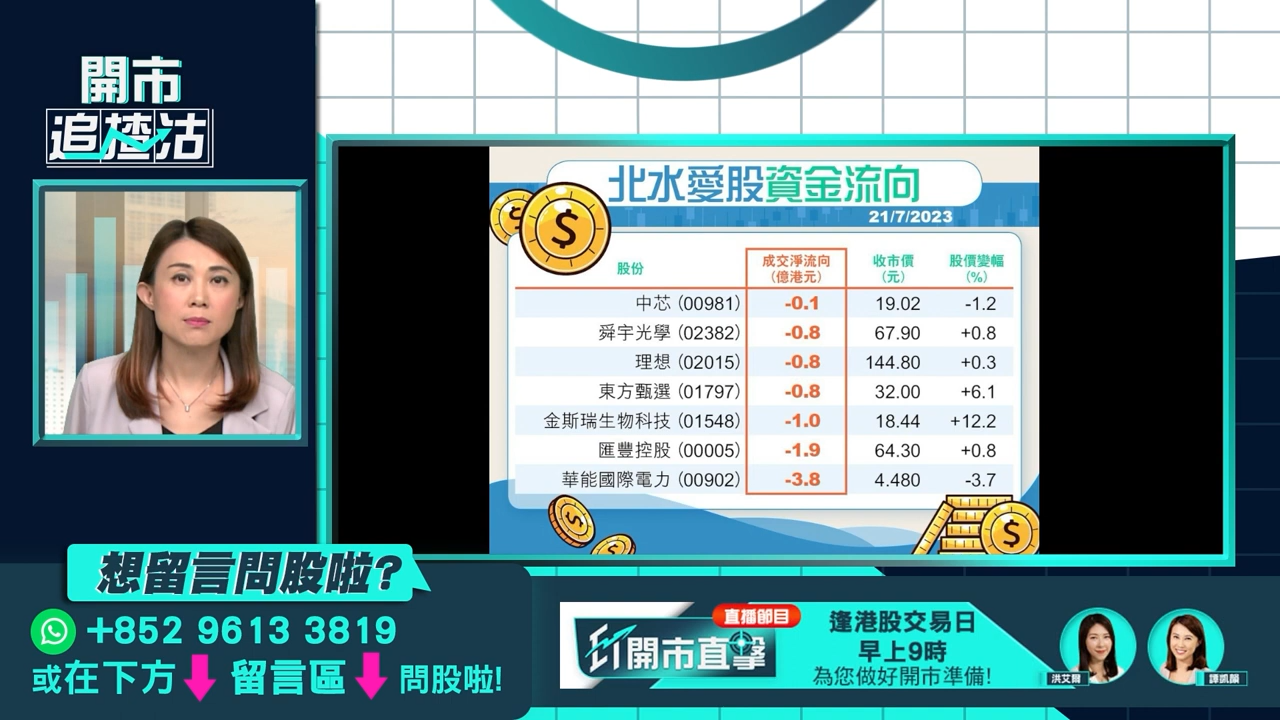 開市
追揸沽
北水愛股資金流向
21/7/2023
股份 成交淨流向 (億港元) 收市價 (元) 股價變幅 (%)
中芯 (00981) -0.1 19.02 -1.2
舜宇光學 (02382) -0.8 67.90 +0.8
理想 (02015) -0.8 144.80 +0.3
東方甄選 (01797) -0.8 32.00 +6.1
金斯瑞生物科技 (01548) -1.0 18.44 +12.2
匯豐控股 (00005) -1.9 64.30 +0.8
華能國際電力 (00902) -3.8 4.480 -3.7
想留言問股啦?
+852 9613 3819
或在下方 留言區 問股啦!
直播節目
ET開市直擊
逢港股交易日
早上9時
為您做好開市準備!
洪艾爾
譚凱韻